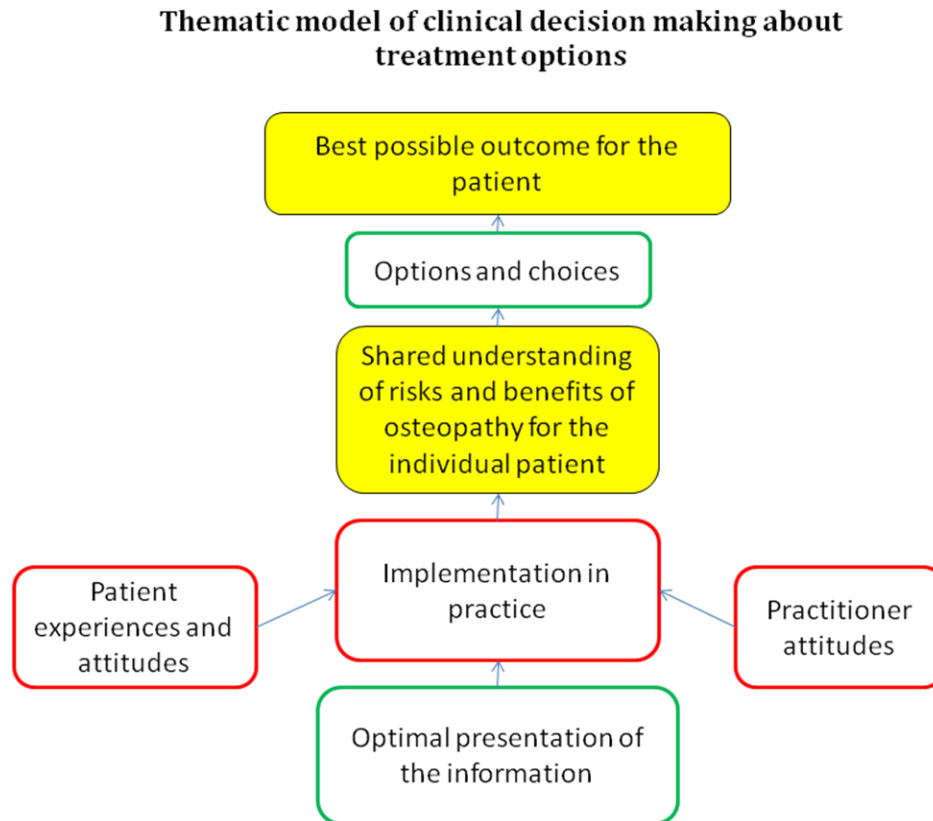 Thematic model of clinical decision making about
treatment options
Best possible outcome for the
patient
Options and choices
Shared understanding
of risks and benefits of
osteopathy for the
individual patient
Implementation in
practice
Patient
experiences and
attitudes
Practitioner
attitudes
Optimal presentation of
the information